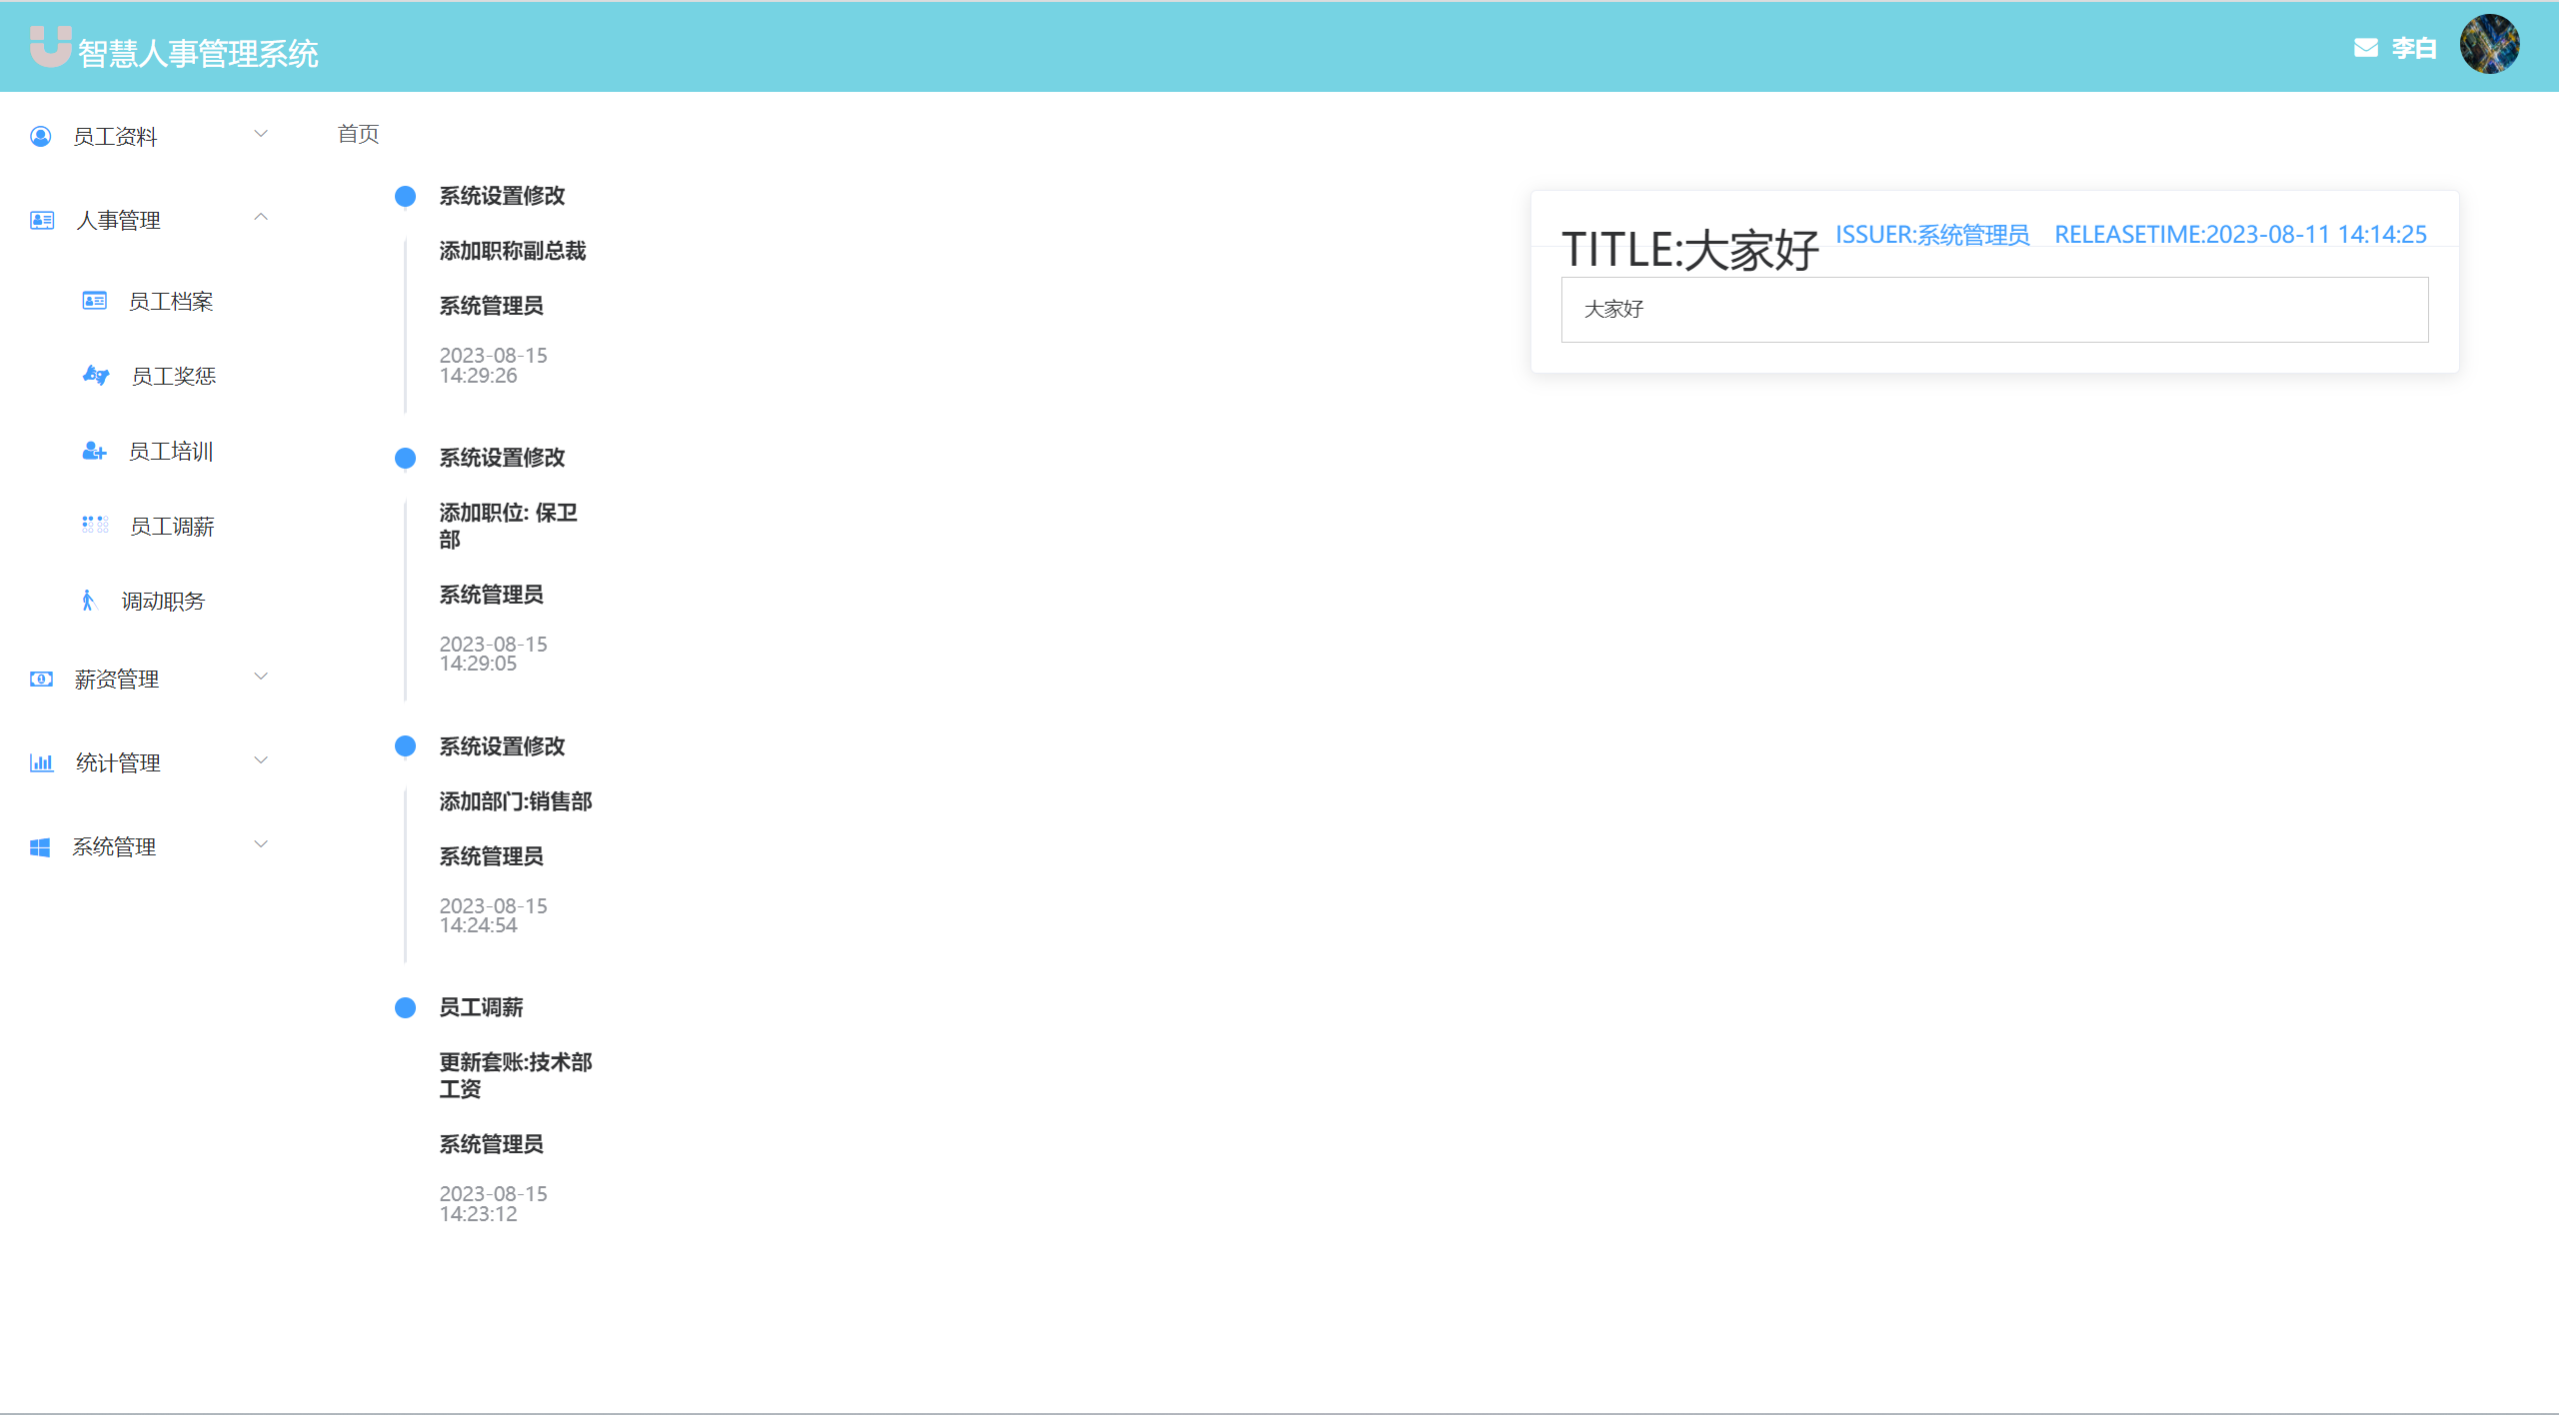 智慧人事管理系统
李白
员工资料
人事管理
员工档案
员工奖惩
员工培训
员工调薪
调动职务
薪资管理
统计管理
系统管理
首页
系统设置修改
添加职称副总裁
系统管理员
2023-08-15
14:29:26
系统设置修改
添加职位: 保卫
部
系统管理员
2023-08-15
14:29:05
系统设置修改
添加部门:销售部
系统管理员
2023-08-15
14:24:54
员工调薪
更新套账:技术部
工资
系统管理员
2023-08-15
14:23:12
TITLE:大家好 ISSUER:系统管理员 RELEASETIME:2023-08-11 14:14:25
大家好